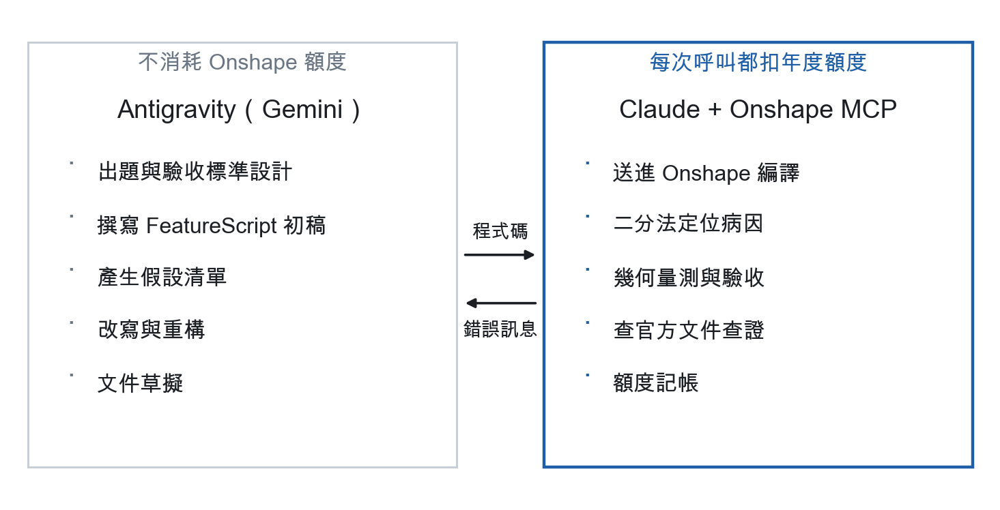 不消耗 Onshape 額度
Antigravity（Gemini）
出題與驗收標準設計
撰寫 FeatureScript 初稿
產生假設清單
改寫與重構
文件草擬
程式碼
錯誤訊息
每次呼叫都扣年度額度
Claude + Onshape MCP
送進 Onshape 編譯
二分法定位病因
幾何量測與驗收
查官方文件查證
額度記帳